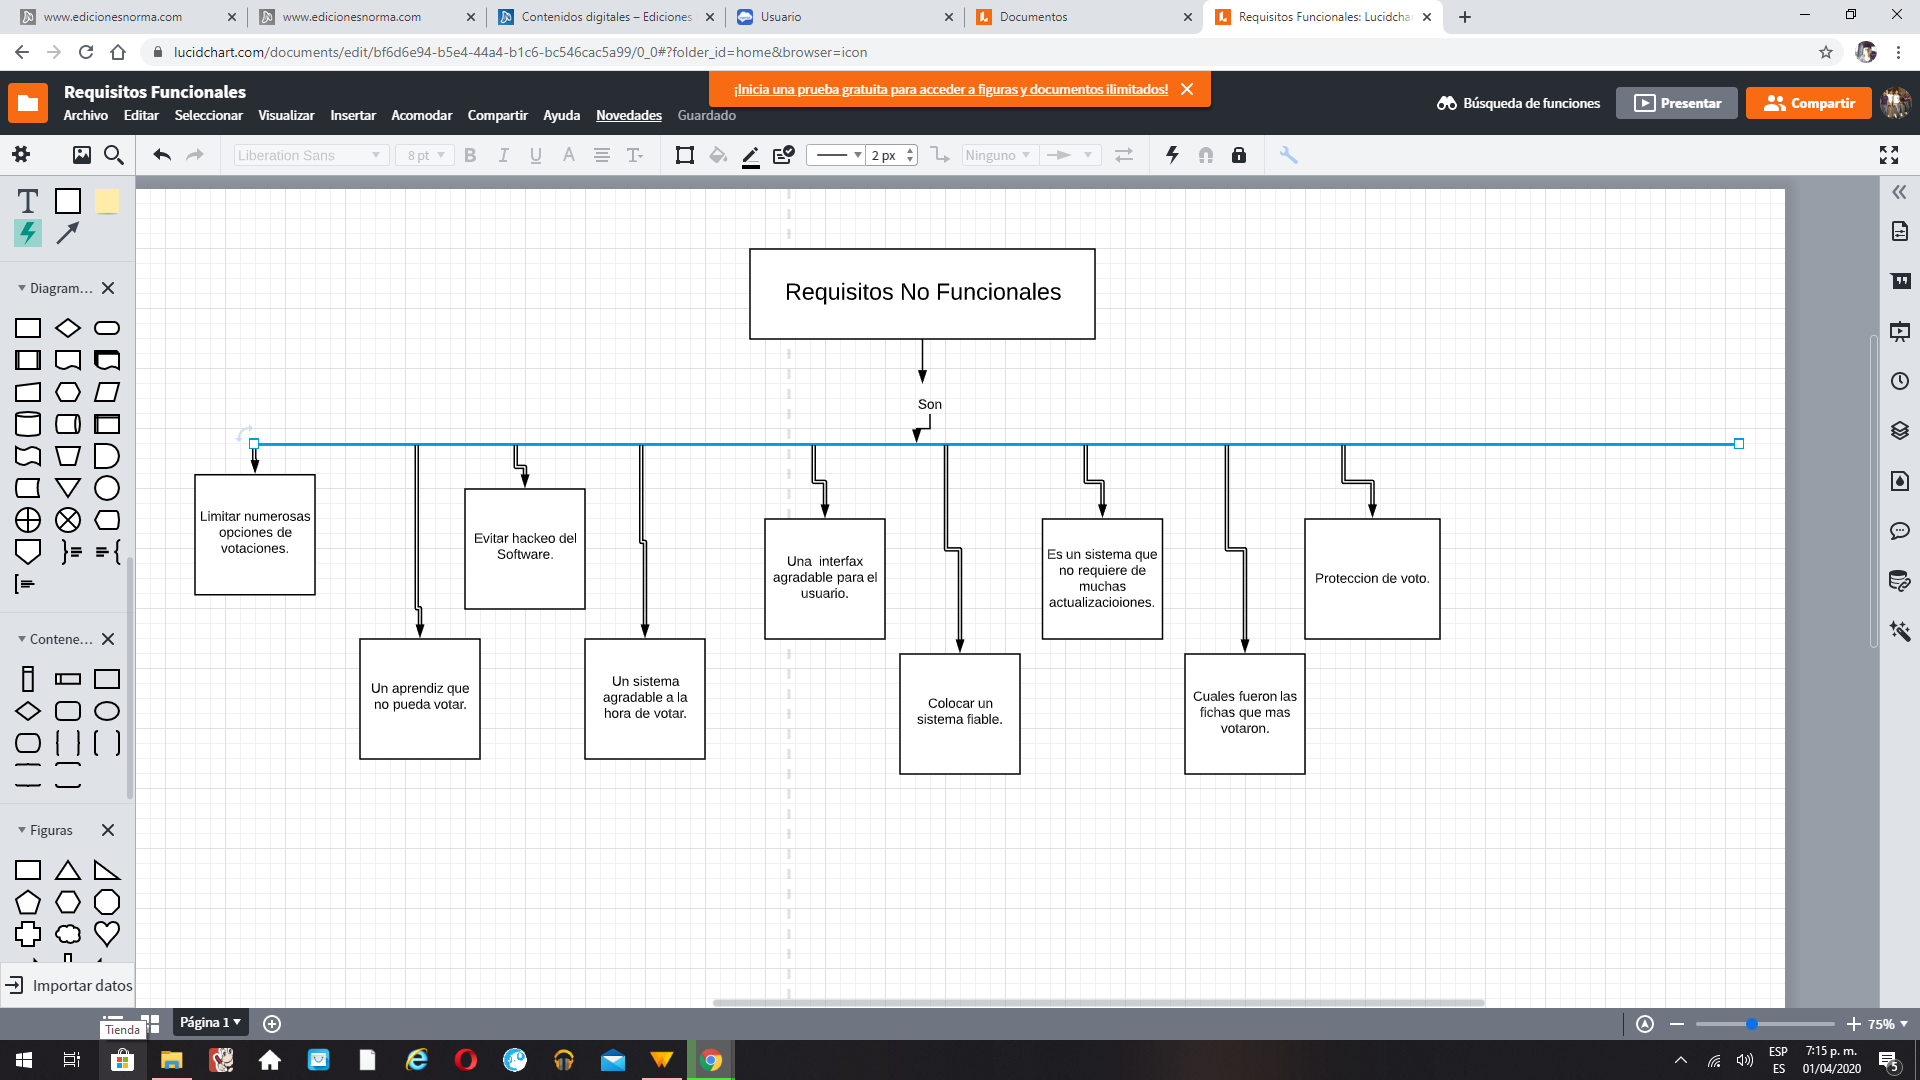 www.edicionesnorma.com
www.edicionesnorma.com
Contenidos digitales – Ediciones
Usuario
Documentos
Requisitos Funcionales: Lucidcha
lucidchart.com/documents/edit/bf6d6e94-b5e4-44a4-b1c6-bc546cac5a99/0_0#?folder_id=home&browser=icon
Requisitos Funcionales
¡Inicia una prueba gratuita para acceder a figuras y documentos ilimitados!
Archivo Editar Seleccionar Visualizar Insertar Acomodar Compartir Ayuda Novedades Guardado
Búsqueda de funciones
Presentar
Compartir
Liberation Sans
8 pt
2 px
Ninguno
Diagram...
Contene...
Figuras
Importar datos
Requisitos No Funcionales
Son
Limitar numerosas
opciones de
votaciones.
Un aprendiz que
no pueda votar.
Evitar hackeo del
Software.
Un sistema
agradable a la
hora de votar.
Una interfax
agradable para el
usuario.
Colocar un
sistema fiable.
Es un sistema que
no requiere de
muchas
actualizacioiones.
Cuales fueron las
fichas que mas
votaron.
Proteccion de voto.
Tienda
Página 1
75%
ESP
ES
7:15 p. m.
01/04/2020
5